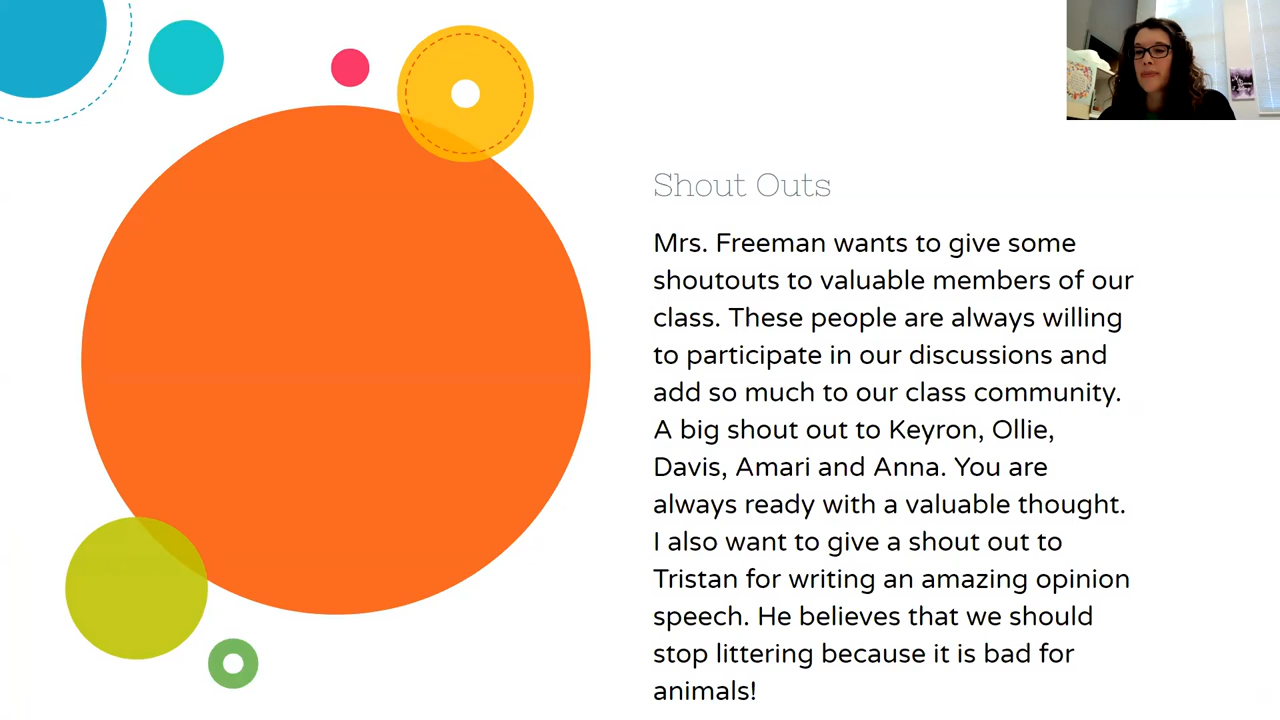 Shout Outs
Mrs. Freeman wants to give some
shoutouts to valuable members of our
class. These people are always willing
to participate in our discussions and
add so much to our class community.
A big shout out to Keyron, Ollie,
Davis, Amari and Anna. You are
always ready with a valuable thought.
I also want to give a shout out to
Tristan for writing an amazing opinion
speech. He believes that we should
stop littering because it is bad for
animals!